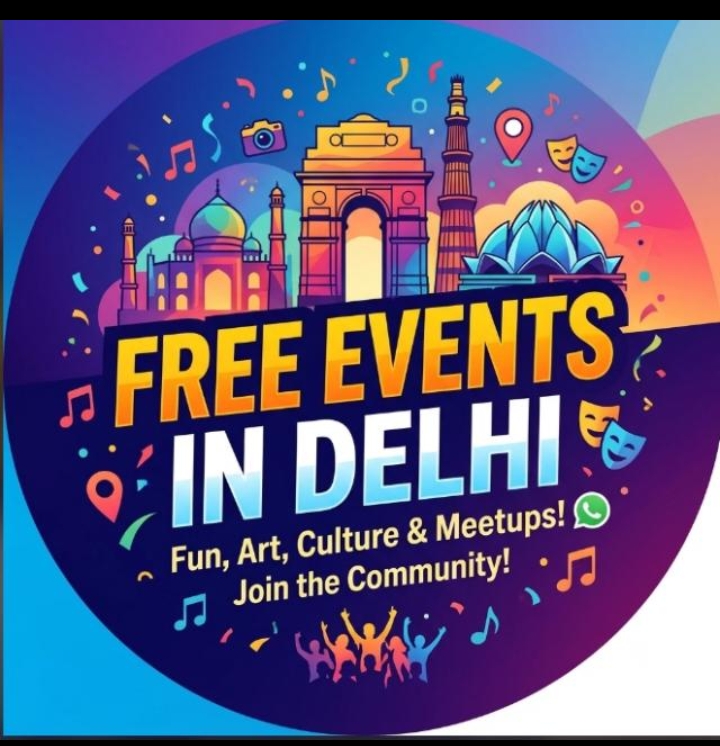 FREE EVENTS
IN DELHI
Fun, Art, Culture & Meetups!
Join the Community!